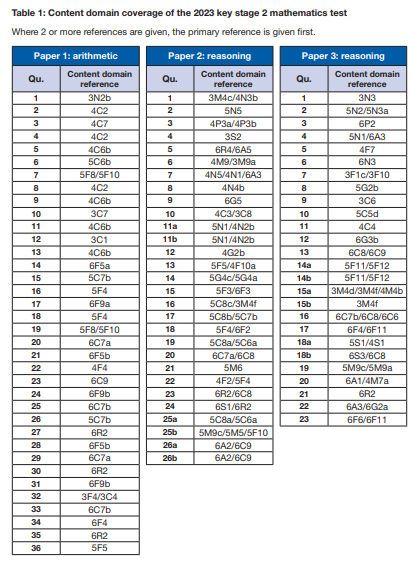 Table 1: Content domain coverage of the 2023 key stage 2 mathematics test
Where 2 or more references are given, the primary reference is given first.
Paper 1: arithmetic
Qu. Content domain reference
1 3N2b
2 4C2
3 4C7
4 4C2
5 4C6b
6 5C6b
7 5F8/5F10
8 4C2
9 4C6b
10 3C7
11 4C6b
12 3C1
13 4C6b
14 6F5a
15 5C7b
16 5F4
17 6F9a
18 5F4
19 5F8/5F10
20 6C7a
21 6F5b
22 4F4
23 6C9
24 6F9b
25 6C7b
26 5C7b
27 6R2
28 6F5b
29 6C7a
30 6R2
31 6F9b
32 3F4/3C4
33 6C7b
34 6F4
35 6R2
36 5F5
Paper 2: reasoning
Qu. Content domain reference
1 3M4c/4N3b
2 5N5
3 4P3a/4P3b
4 3S2
5 6R4/6A5
6 4M9/3M9a
7 4N5/4N1/6A3
8 4N4b
9 6G5
10 4C3/3C8
11a 5N1/4N2b
11b 5N1/4N2b
12 4G2b
13 5F5/4F10a
14 5G4c/5G4a
15 5F3/6F3
16 5C8c/3M4f
17 5C8b/5C7b
18 5F4/6F2
19 5C8a/5C6a
20 6C7a/6C8
21 5M6
22 4F2/5F4
23 6R2/6C8
24 6S1/6R2
25a 5C8a/5C6a
25b 5M9c/5M5/5F10
26a 6A2/6C9
26b 6A2/6C9
Paper 3: reasoning
Qu. Content domain reference
1 3N3
2 5N2/5N3a
3 6P2
4 5N1/6A3
5 4F7
6 6N3
7 3F1c/3F10
8 5G2b
9 3C6
10 5C5d
11 4C4
12 6G3b
13 6C8/6C9
14a 5F11/5F12
14b 5F11/5F12
15a 3M4d/3M4f/4M4b
15b 3M4f
16 6C7b/6C8/6C6
17 6F4/6F11
18a 5S1/4S1
18b 6S3/6C8
19 5M9c/5M9a
20 6A1/4M7a
21 6R2
22 6A3/6G2a
23 6F6/6F11